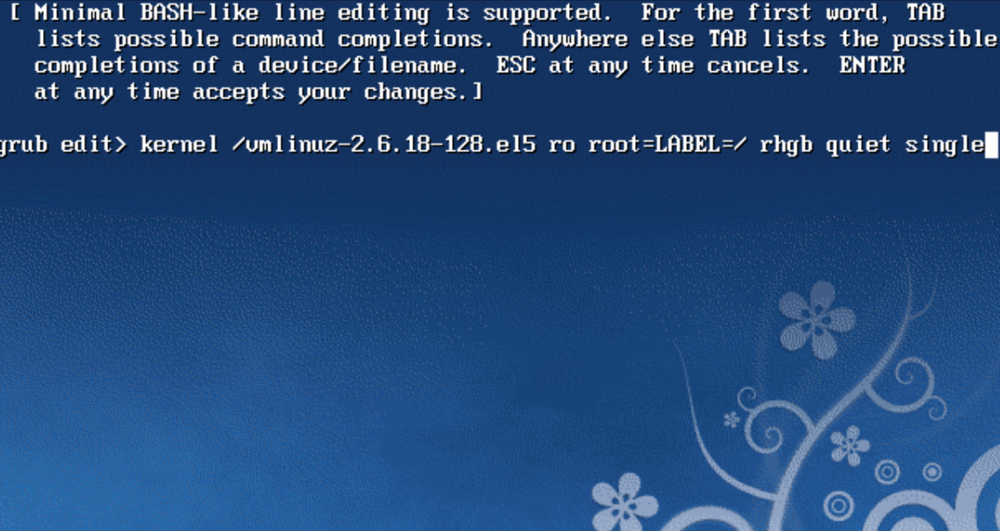 [ Minimal BASH-like line editing is supported.  For the first word, TAB
lists possible command completions.  Anywhere else TAB lists the possible
completions of a device/filename.  ESC at any time cancels.  ENTER
at any time accepts your changes.]
grub edit> kernel /vmlinuz-2.6.18-128.el5 ro root=LABEL=/ rhgb quiet single